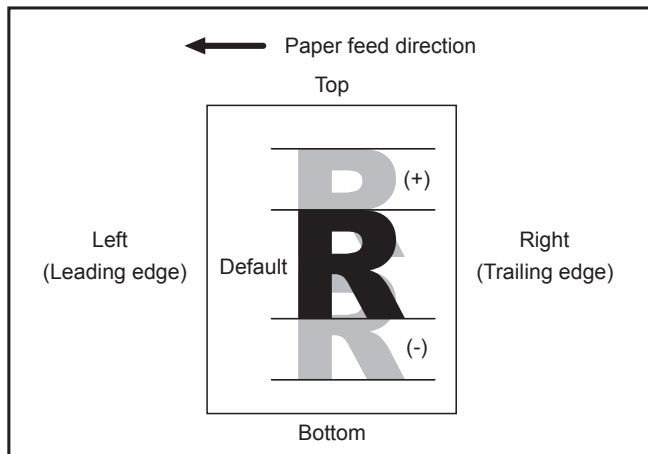 Paper feed direction
Top
R
(+)
Left
(Leading edge)
Default
R
Right
(Trailing edge)
R
(-)
Bottom